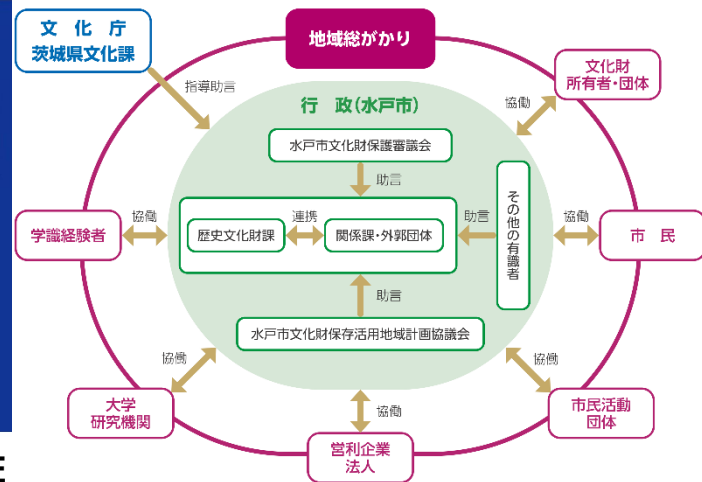 文 化 庁
茨城県文化課
地域総がかり
指導助言
行 政(水戸市)
協働
文化財
所有者・団体
水戸市文化財保護審議会
助言
歴史文化財課
連携
関係課・外郭団体
助言
その他の有識者
協働
学識経験者
協働
市 民
助言
水戸市文化財保存活用地域計画協議会
協働
大学
研究機関
協働
営利企業
法人
協働
市民活動
団体